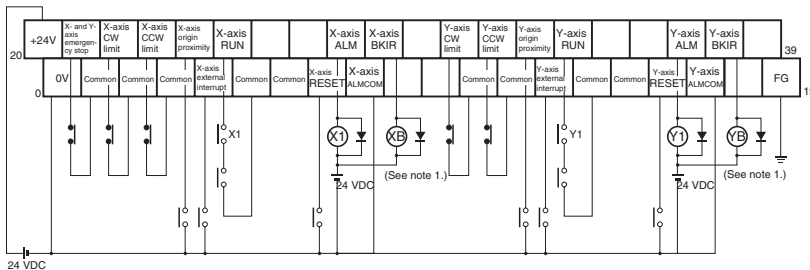 +24V
X- and Y-axis emergency stop
X-axis CW limit
X-axis CCW limit
X-axis origin proximity
X-axis RUN
X-axis ALM
X-axis BKIR
Y-axis CW limit
Y-axis CCW limit
Y-axis origin proximity
Y-axis RUN
Y-axis ALM
Y-axis BKIR
20
39
0V
Common
Common
Common
X-axis external interrupt
Common
Common
X-axis RESET
X-axis ALMCOM
Common
Common
Common
Y-axis external interrupt
Common
Common
Y-axis RESET
Y-axis ALMCOM
FG
0
19
X1
X1
XB
Y1
Y1
YB
(See note 1.)
(See note 1.)
24 VDC
24 VDC
24 VDC